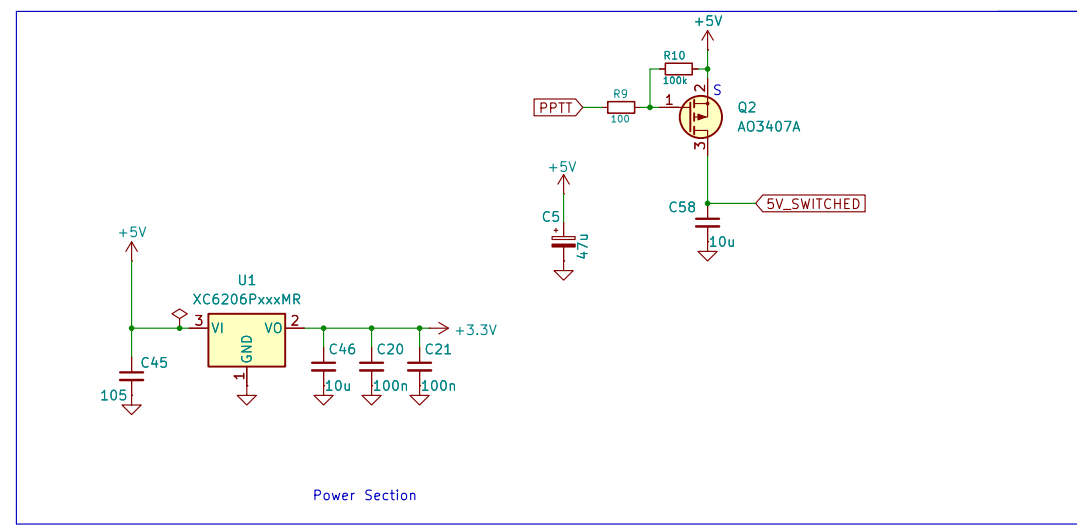 +5V
R10
100k
2
S
R9
PPTT
1
Q2
100
AO3407A
3
+5V
C58
5V_SWITCHED
C5
+
47u
10u
+5V
U1
XC6206PxxxMR
3
VI
VO
2
+3.3V
GND
C45
C46
C20
C21
1
105
10u
100n
100n
Power Section